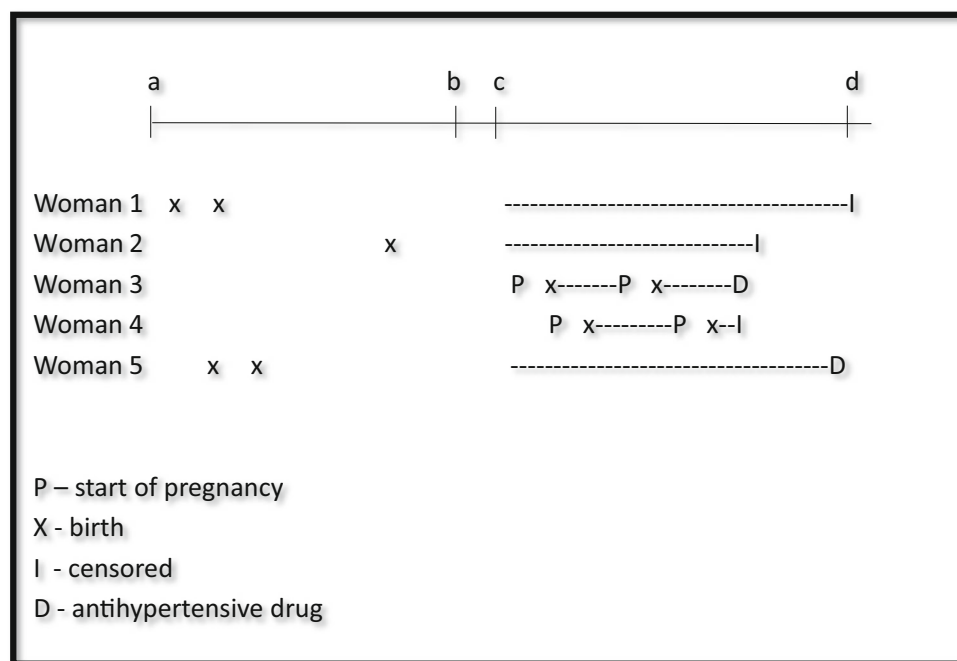 a b c d
Woman 1 x x ----------------------------------------I
Woman 2 x -----------------------------I
Woman 3 P x-------P x--------D
Woman 4 P x---------P x--I
Woman 5 x x -------------------------------------D
P – start of pregnancy
X - birth
I - censored
D - antihypertensive drug